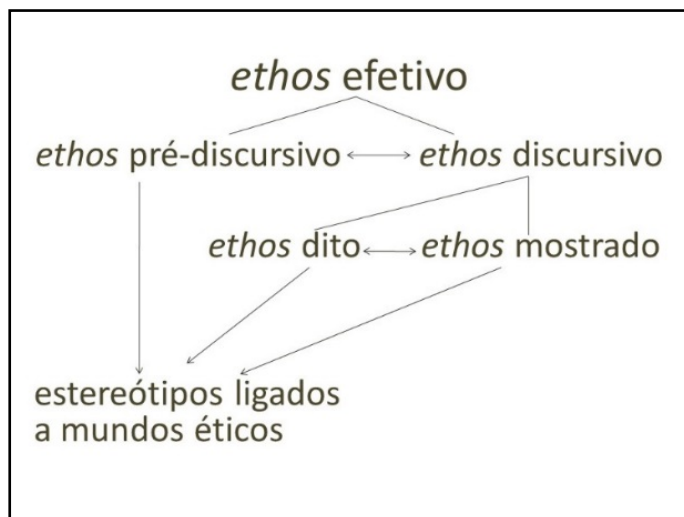 ethos efetivo
ethos pré-discursivo ethos discursivo
ethos dito ethos mostrado
estereótipos ligados
a mundos éticos